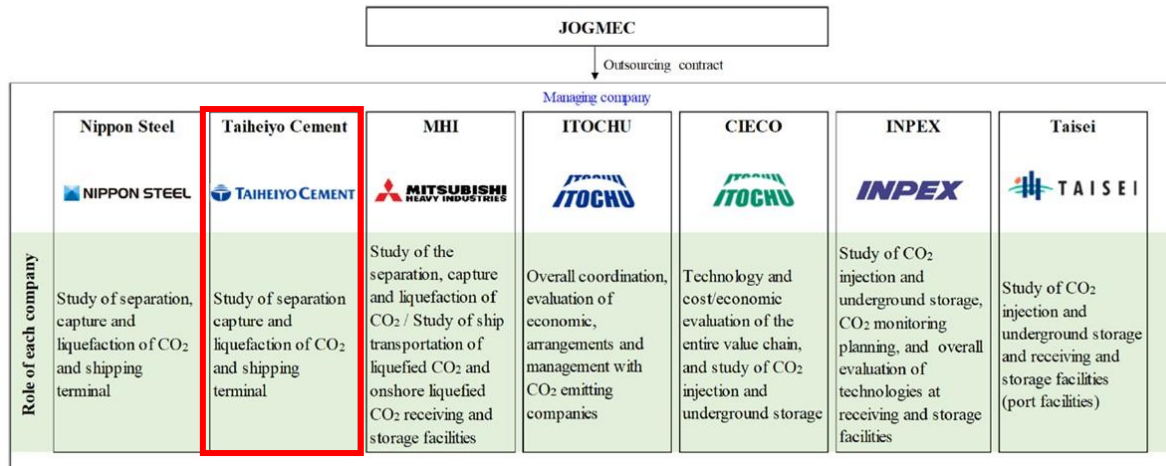 JOGMEC
Outsourcing contract
Managing company
Nippon Steel
NIPPON STEEL
Taiheiyo Cement
TAIHEIYO CEMENT
MHI
MITSUBISHI
HEAVY INDUSTRIES
ITOCHU
ITOCHU
CIECO
ITOCHU
INPEX
INPEX
Taisei
TAISEI
Role of each company
Study of separation,
capture and
liquefaction of CO₂
and shipping
terminal
Study of separation
capture and
liquefaction of CO₂
and shipping
terminal
Study of the
separation, capture
and liquefaction of
CO₂ / Study of ship
transportation of
liquefied CO₂ and
onshore liquefied
CO₂ receiving and
storage facilities
Overall coordination,
evaluation of
economic,
arrangements and
management with
CO₂ emitting
companies
Technology and
cost/economic
evaluation of the
entire value chain,
and study of CO₂
injection and
underground storage
Study of CO₂
injection and
underground storage,
CO₂ monitoring
planning, and overall
evaluation of
technologies at
receiving and storage
facilities
Study of CO₂
injection and
underground storage
and receiving and
storage facilities
(port facilities)